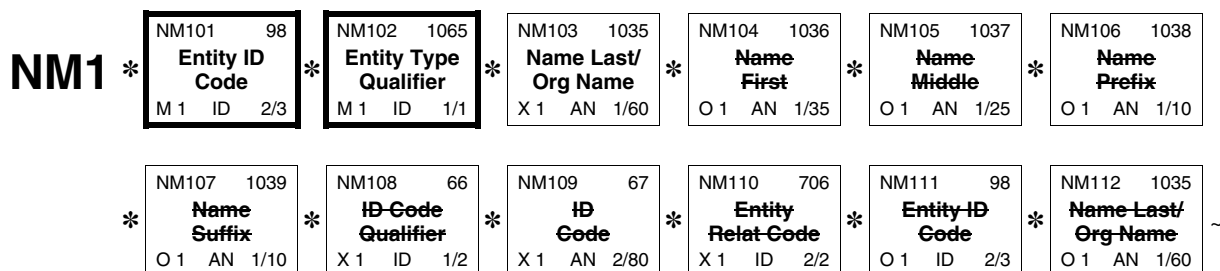 NM101 98 NM102 1065 NM103 1035 NM104 1036 NM105 1037 NM106 1038
NM1 * Entity ID * Entity Type * Name Last/ * Name * Name * Name
Code Qualifier Org Name First Middle Prefix
M 1 ID 2/3 M 1 ID 1/1 X 1 AN 1/60 O 1 AN 1/35 O 1 AN 1/25 O 1 AN 1/10
NM107 1039 NM108 66 NM109 67 NM110 706 NM111 98 NM112 1035
* Name * ID Code * ID * Entity * Entity ID * Name Last/ ~
Suffix Qualifier Code Relat Code Code Org Name
O 1 AN 1/10 X 1 ID 1/2 X 1 AN 2/80 X 1 ID 2/2 O 1 ID 2/3 O 1 AN 1/60